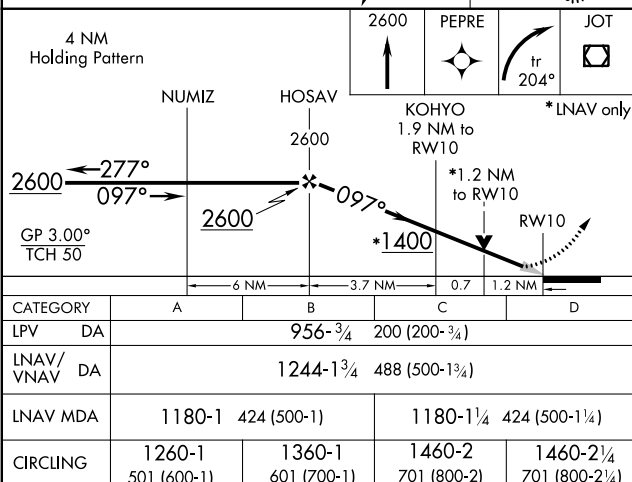 2600 PEPRE JOT
tr
204°
4 NM
Holding Pattern
NUMIZ HOSAV
2600
KOHYO
1.9 NM to
RW10
* LNAV only
*1.2 NM
to RW10
RW10
277°
2600
097°
2600
097°
*1400
GP 3.00°
TCH 50
6 NM 3.7 NM 0.7 1.2 NM
CATEGORY A B C D
LPV DA 956-¾ 200 (200-¾)
LNAV/
VNAV DA 1244-1¾ 488 (500-1¾)
LNAV MDA 1180-1 424 (500-1) 1180-1¼ 424 (500-1¼)
CIRCLING 1260-1 1360-1 1460-2 1460-2¼
501 (600-1) 601 (700-1) 701 (800-2) 701 (800-2¼)